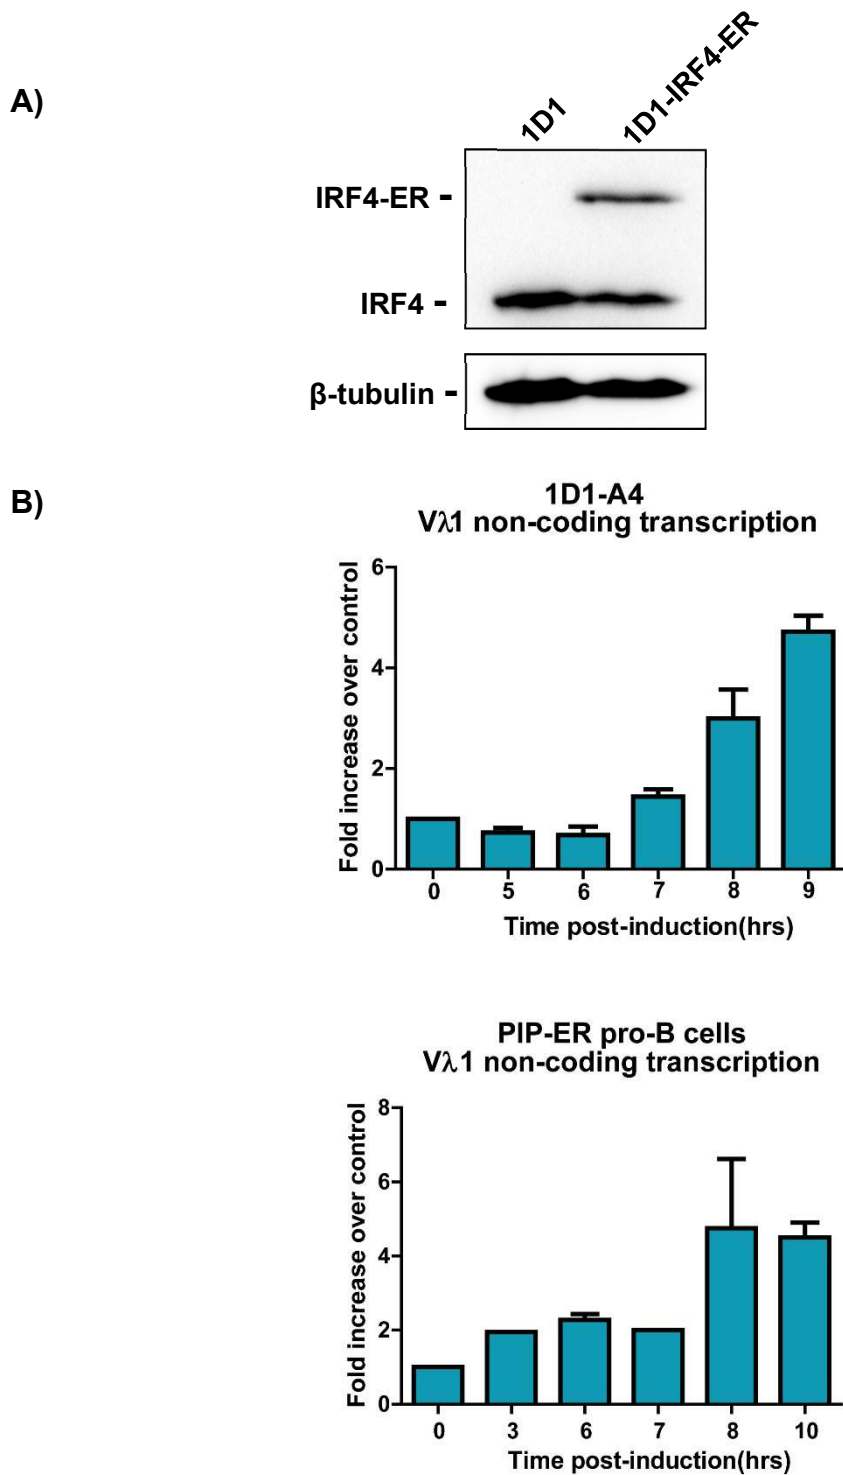 A)
1D1
1D1-IRF4-ER
IRF4-ER -
IRF4 -
β-tubulin -
B)
1D1-A4
Vλ1 non-coding transcription
Fold increase over control
6
4
2
0
0 5 6 7 8 9
Time post-induction(hrs)
PIP-ER pro-B cells
Vλ1 non-coding transcription
Fold increase over control
8
6
4
2
0
0 3 6 7 8 10
Time post-induction(hrs)